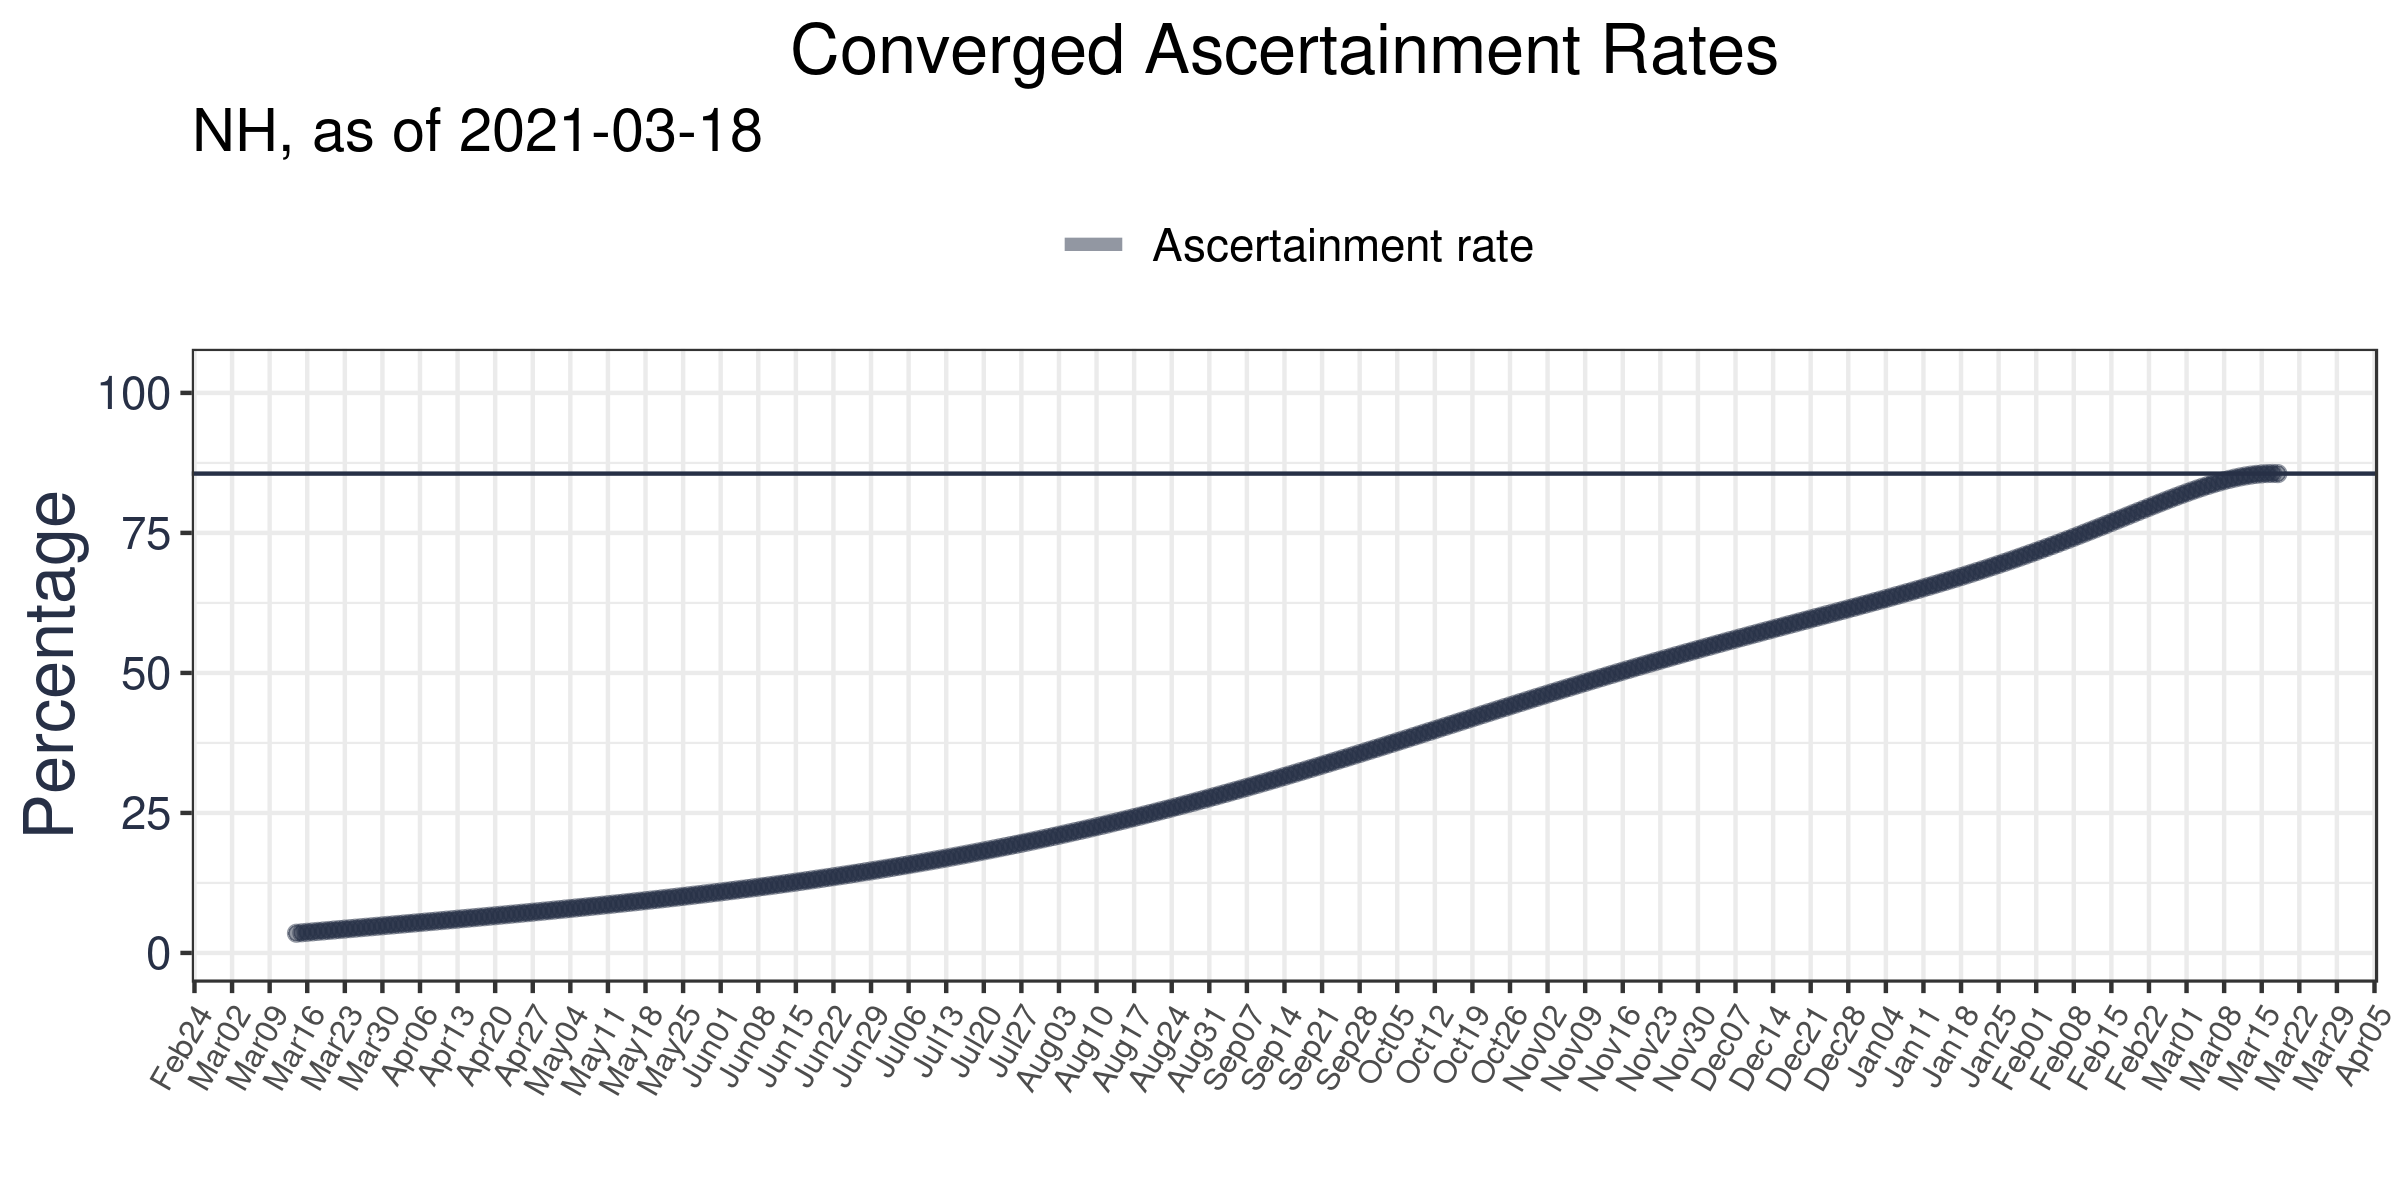 Converged Ascertainment Rates
NH, as of 2021-03-18
Ascertainment rate
Percentage
100
75
50
25
0
Feb24 Mar02 Mar09 Mar16 Mar23 Mar30 Apr06 Apr13 Apr20 Apr27 May04 May11 May18 May25 Jun01 Jun08 Jun15 Jun22 Jun29 Jul06 Jul13 Jul20 Jul27 Aug03 Aug10 Aug17 Aug24 Aug31 Sep07 Sep14 Sep21 Sep28 Oct05 Oct12 Oct19 Oct26 Nov02 Nov09 Nov16 Nov23 Nov30 Dec07 Dec14 Dec21 Dec28 Jan04 Jan11 Jan18 Jan25 Feb01 Feb08 Feb15 Feb22 Mar01 Mar08 Mar15 Mar22 Mar29 Apr05